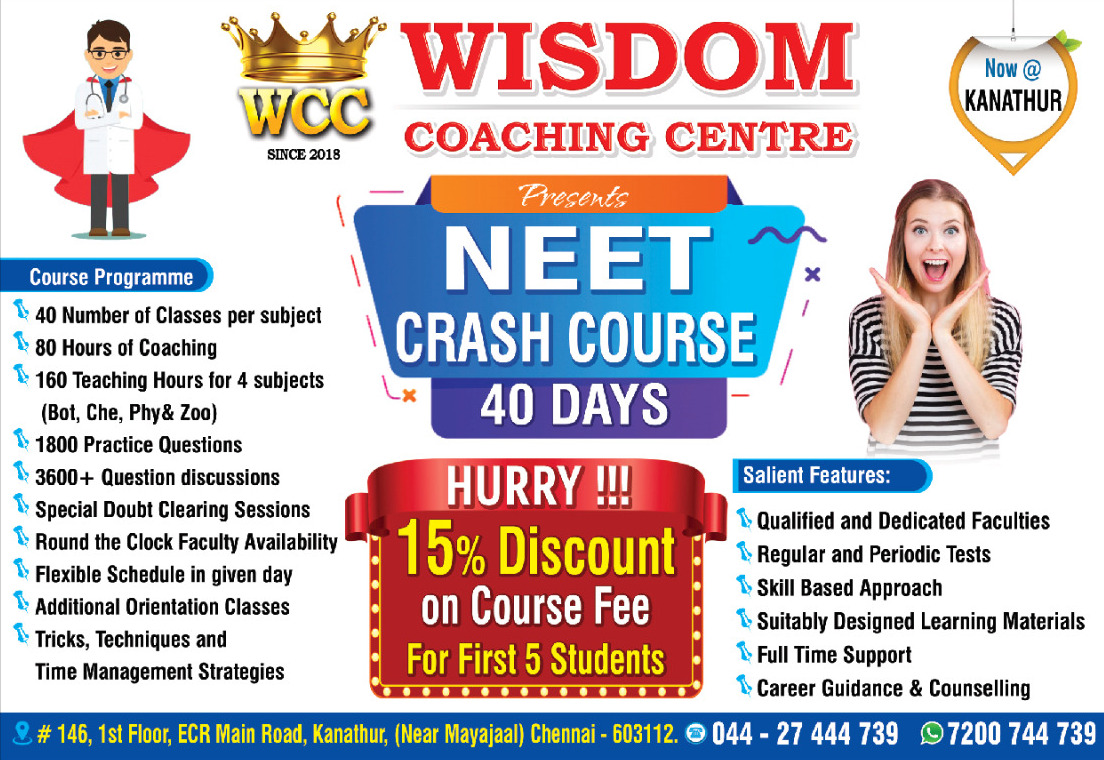 WCC
SINCE 2018
WISDOM
COACHING CENTRE
Now @
KANATHUR
Presents
NEET
CRASH COURSE
40 DAYS
Course Programme
40 Number of Classes per subject
80 Hours of Coaching
160 Teaching Hours for 4 subjects
(Bot, Che, Phy& Zoo)
1800 Practice Questions
3600+ Question discussions
Special Doubt Clearing Sessions
Round the Clock Faculty Availability
Flexible Schedule in given day
Additional Orientation Classes
Tricks, Techniques and
Time Management Strategies
HURRY !!!
15% Discount
on Course Fee
For First 5 Students
Salient Features:
Qualified and Dedicated Faculties
Regular and Periodic Tests
Skill Based Approach
Suitably Designed Learning Materials
Full Time Support
Career Guidance & Counselling
# 146, 1st Floor, ECR Main Road, Kanathur, (Near Mayajaal) Chennai - 603112. 044 - 27 444 739 7200 744 739